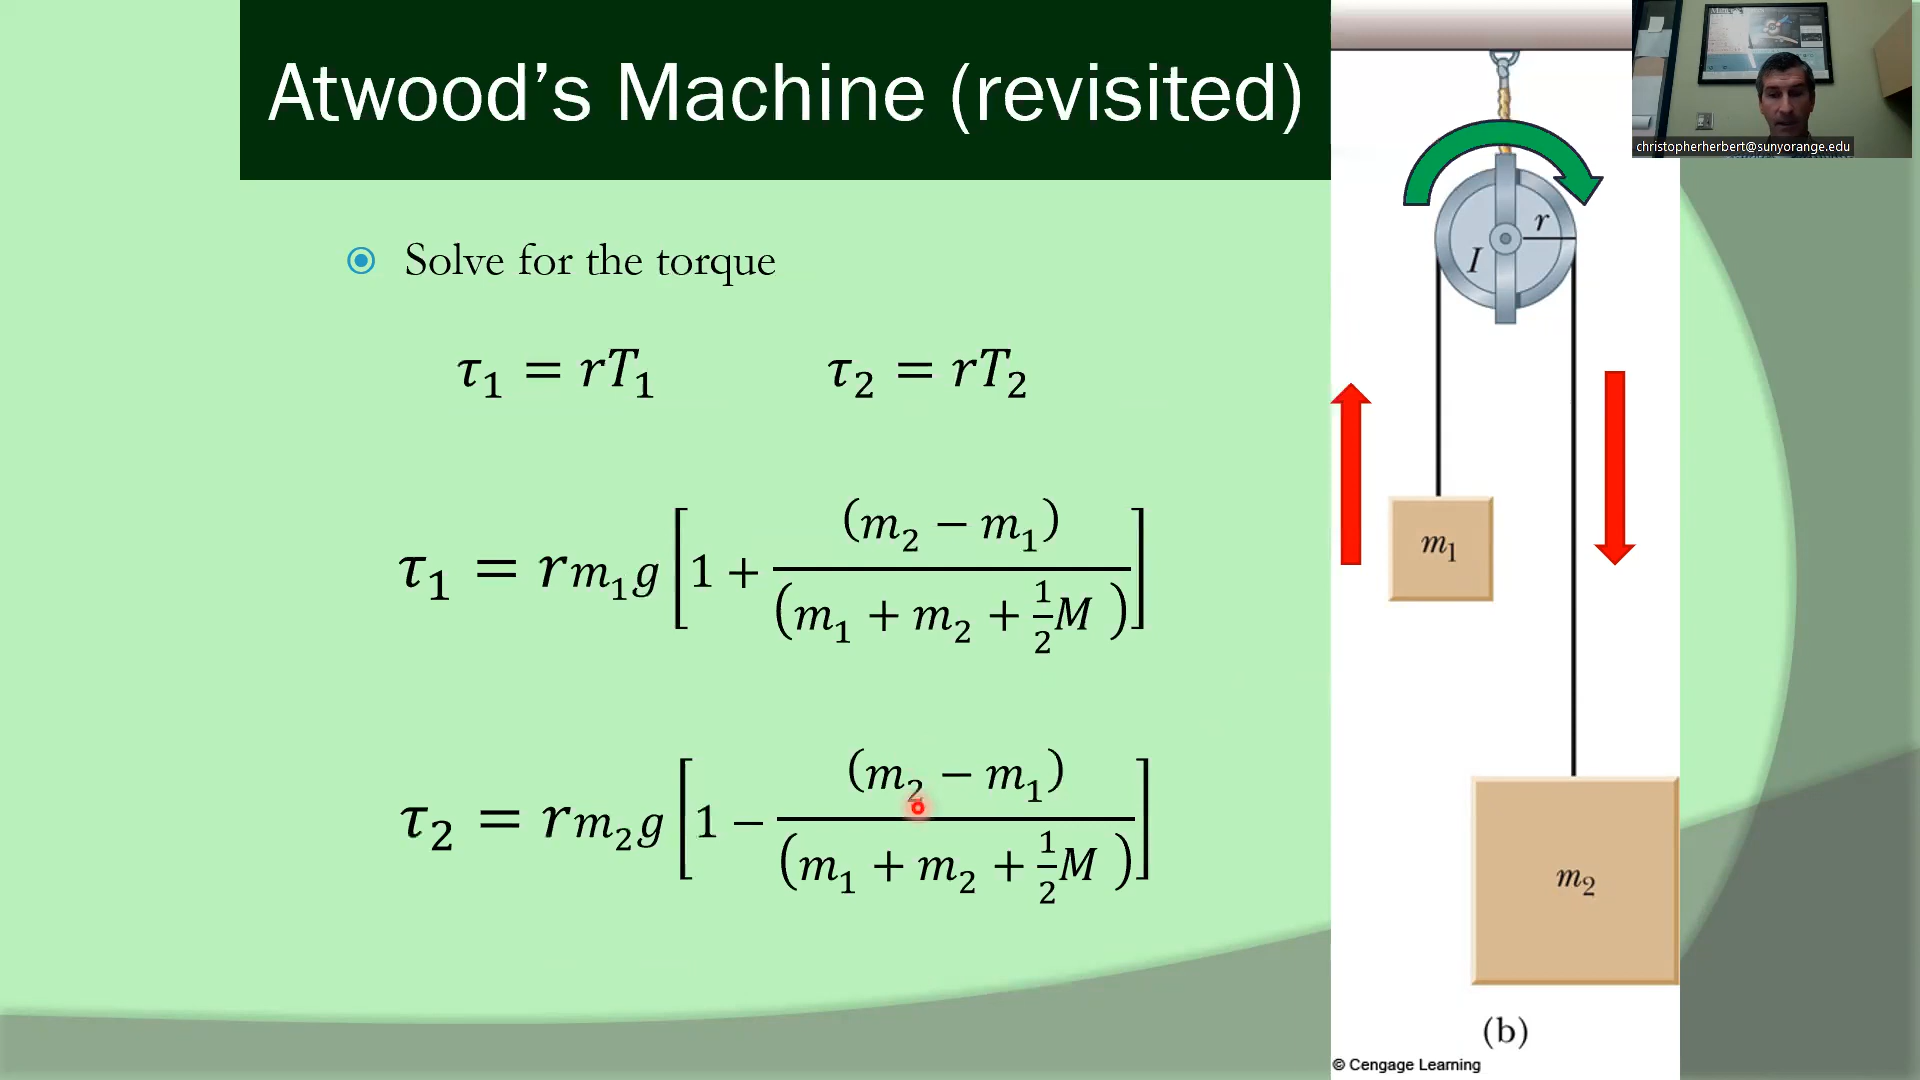 Atwood’s Machine (revisited)
christopherherbert@sunyorange.edu
Solve for the torque
τ₁ = rT₁ τ₂ = rT₂
τ₁ = rm₁g[1 + (m₂ − m₁)/(m₁ + m₂ + ½M )]
τ₂ = rm₂g[1 − (m₂ − m₁)/(m₁ + m₂ + ½M )]
r
I
m₁
m₂
(b)
© Cengage Learning